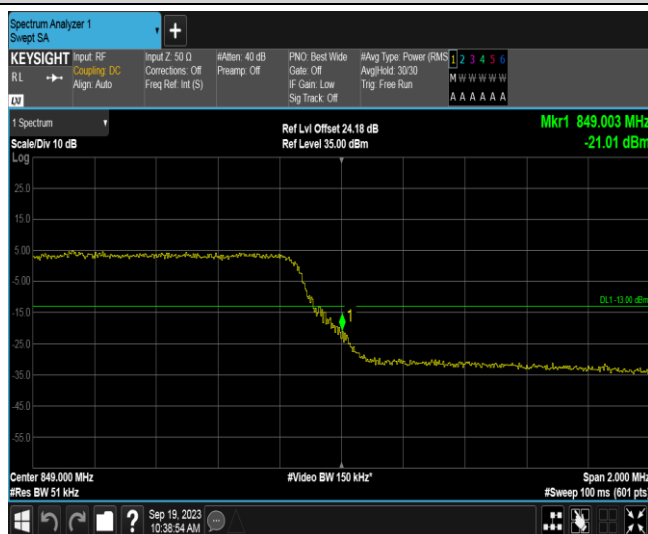 Spectrum Analyzer 1
Swept SA
+
KEYSIGHT
RL
LXI
Input: RF
Coupling: DC
Align: Auto
Input Z: 50 Ω
Corrections: Off
Freq Ref: Int (S)
#Atten: 40 dB
Preamp: Off
PNO: Best Wide
Gate: Off
IF Gain: Low
Sig Track: Off
#Avg Type: Power (RMS
Avg|Hold: 30/30
Trig: Free Run
1 2 3 4 5 6
M W W W W W
A A A A A A
1 Spectrum
Scale/Div 10 dB
Ref Lvl Offset 24.18 dB
Ref Level 35.00 dBm
Mkr1 849.003 MHz
-21.01 dBm
Log
25.0
15.0
5.00
-5.00
DL1 -13.00 dBm
1
-15.0
-25.0
-35.0
-45.0
-55.0
Center 849.000 MHz
#Video BW 150 kHz*
Span 2.000 MHz
#Res BW 51 kHz
#Sweep 100 ms (601 pts)
?
Sep 19, 2023
10:38:54 AM